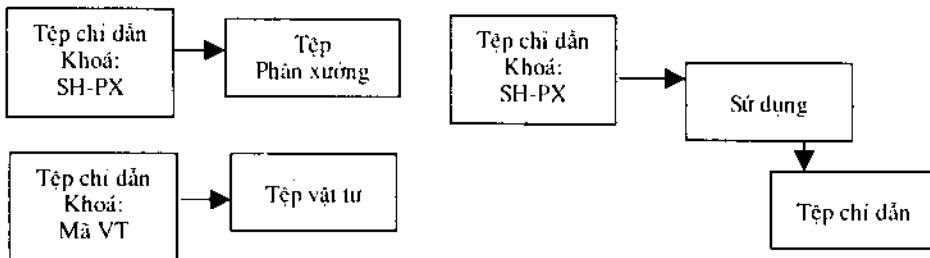 Tệp chỉ dẫn
Khoá:
SH-PX
Tệp
Phân xưởng
Tệp chỉ dẫn
Khoá:
SH-PX
Sử dụng
Tệp chỉ dẫn
Khoá:
Mã VT
Tệp vật tư
Tệp chỉ dẫn